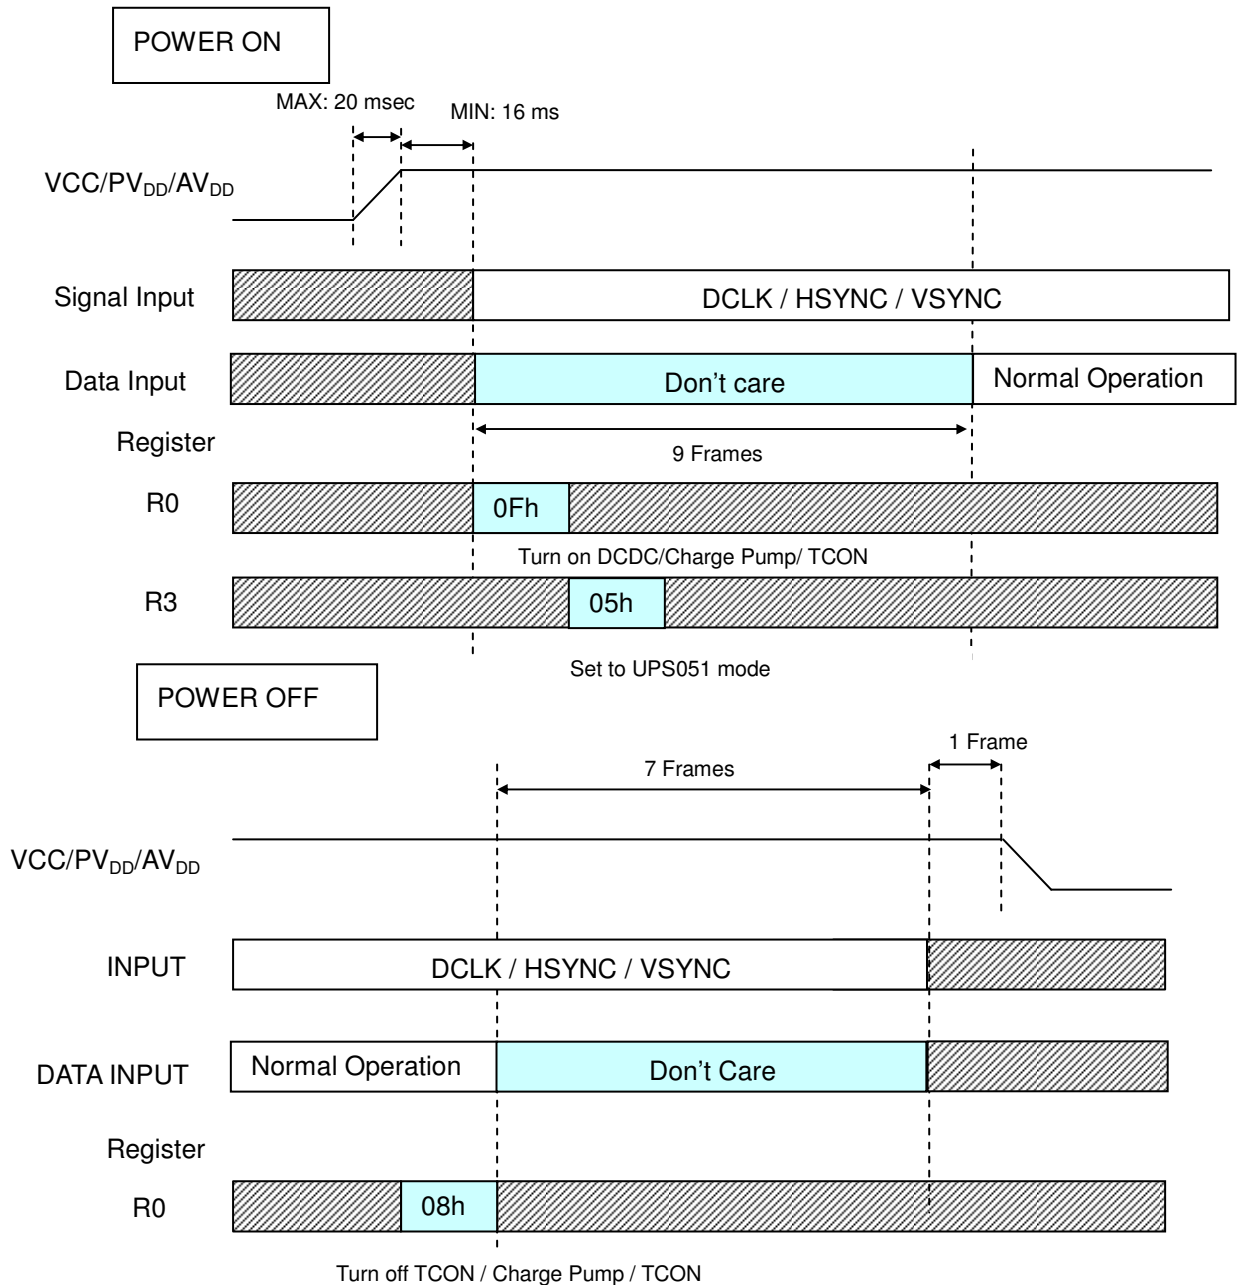 POWER ON
MAX: 20 msec
MIN: 16 ms
VCC/PVDD/AVDD
Signal Input
DCLK / HSYNC / VSYNC
Data Input
Don't care
Normal Operation
Register
9 Frames
R0
0Fh
Turn on DCDC/Charge Pump/ TCON
R3
05h
Set to UPS051 mode
POWER OFF
1 Frame
7 Frames
VCC/PVDD/AVDD
INPUT
DCLK / HSYNC / VSYNC
DATA INPUT
Normal Operation
Don't Care
Register
R0
08h
Turn off TCON / Charge Pump / TCON